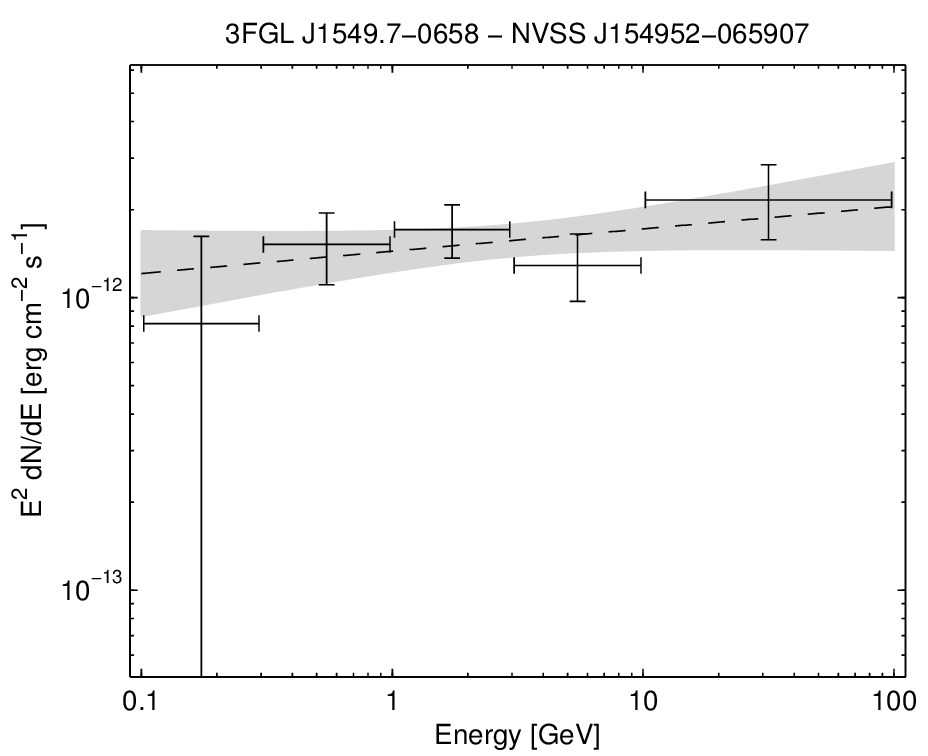 3FGL J1549.7−0658 − NVSS J154952−065907
E² dN/dE [erg cm⁻² s⁻¹]
10⁻¹²
10⁻¹³
0.1 1 10 100
Energy [GeV]